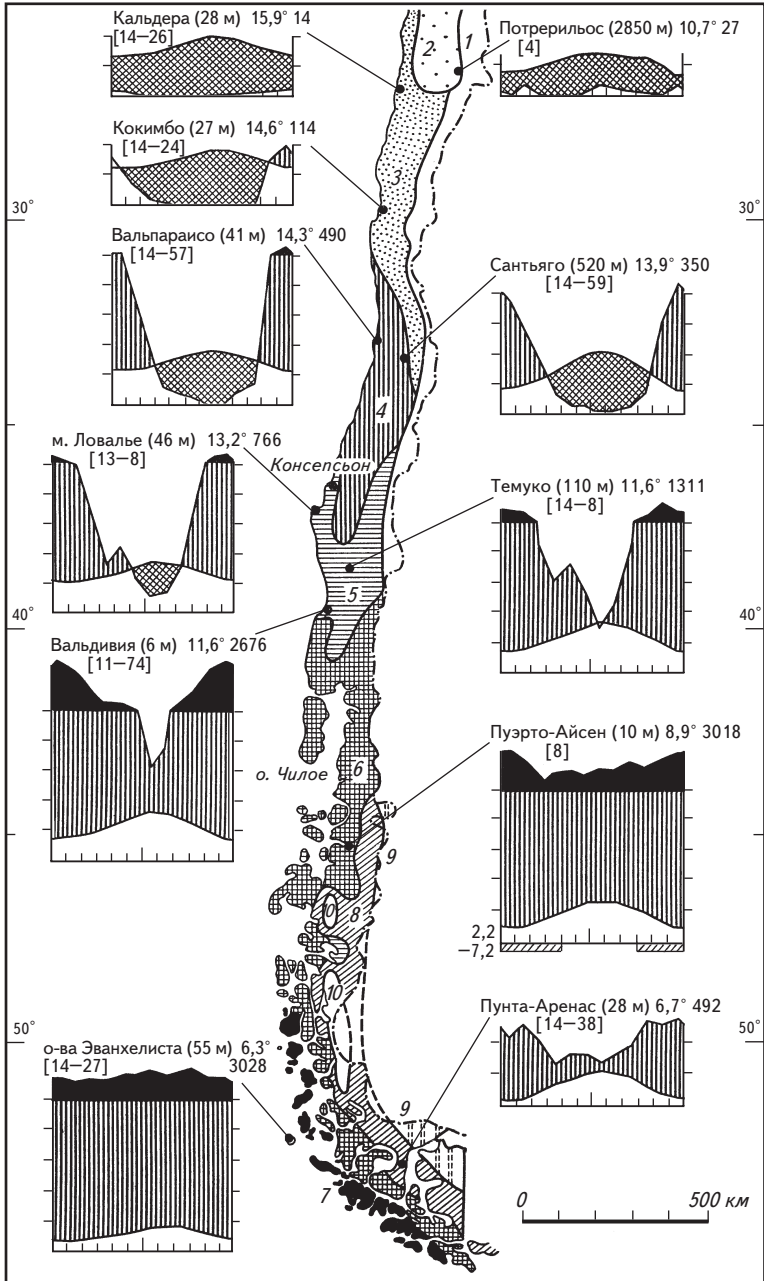 Кальдера (28 м) 15,9° 14
[14–26]
Потрерильос (2850 м) 10,7° 27
[4]
2
1
Кокимбо (27 м) 14,6° 114
[14–24]
3
30°
30°
Вальпараисо (41 м) 14,3° 490
[14–57]
Сантьяго (520 м) 13,9° 350
[14–59]
4
м. Ловалье (46 м) 13,2° 766
[13–8]
Консепсьон
Темуко (110 м) 11,6° 1311
[14–8]
5
40°
40°
Вальдивия (6 м) 11,6° 2676
[11–74]
Пуэрто-Айсен (10 м) 8,9° 3018
[8]
о. Чилое
6
9
8
10
2,2
–7,2
10
Пунта-Аренас (28 м) 6,7° 492
[14–38]
50°
50°
о-ва Эванхелиста (55 м) 6,3°
[14–27]
3028
9
7
0
500 км